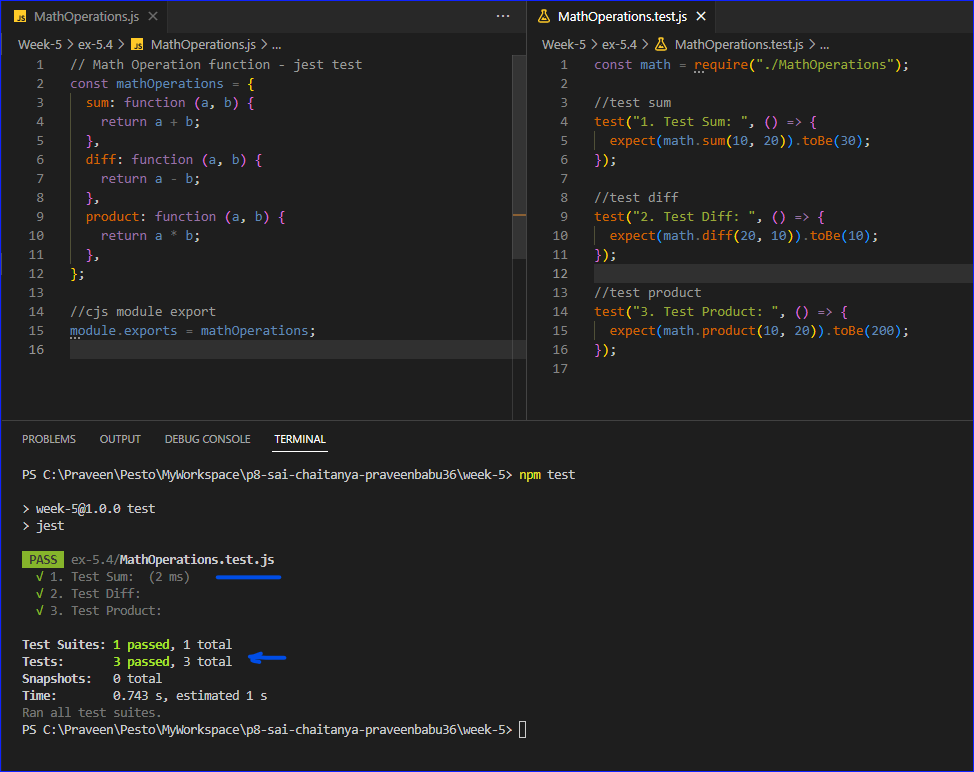 JS MathOperations.js ×
Week-5 > ex-5.4 > JS MathOperations.js > ...
1 // Math Operation function - jest test
2 const mathOperations = {
3   sum: function (a, b) {
4     return a + b;
5   },
6   diff: function (a, b) {
7     return a - b;
8   },
9   product: function (a, b) {
10     return a * b;
11   },
12 };
13
14 //cjs module export
15 module.exports = mathOperations;
16
MathOperations.test.js ×
Week-5 > ex-5.4 > MathOperations.test.js > ...
1 const math = require("./MathOperations");
2
3 //test sum
4 test("1. Test Sum: ", () => {
5   expect(math.sum(10, 20)).toBe(30);
6 });
7
8 //test diff
9 test("2. Test Diff: ", () => {
10   expect(math.diff(20, 10)).toBe(10);
11 });
12
13 //test product
14 test("3. Test Product: ", () => {
15   expect(math.product(10, 20)).toBe(200);
16 });
17
PROBLEMS OUTPUT DEBUG CONSOLE TERMINAL
PS C:\Praveen\Pesto\MyWorkspace\p8-sai-chaitanya-praveenbabu36\week-5> npm test
> week-5@1.0.0 test
> jest
PASS ex-5.4/MathOperations.test.js
√ 1. Test Sum:  (2 ms)
√ 2. Test Diff:
√ 3. Test Product:
Test Suites: 1 passed, 1 total
Tests:       3 passed, 3 total
Snapshots:   0 total
Time:        0.743 s, estimated 1 s
Ran all test suites.
PS C:\Praveen\Pesto\MyWorkspace\p8-sai-chaitanya-praveenbabu36\week-5>